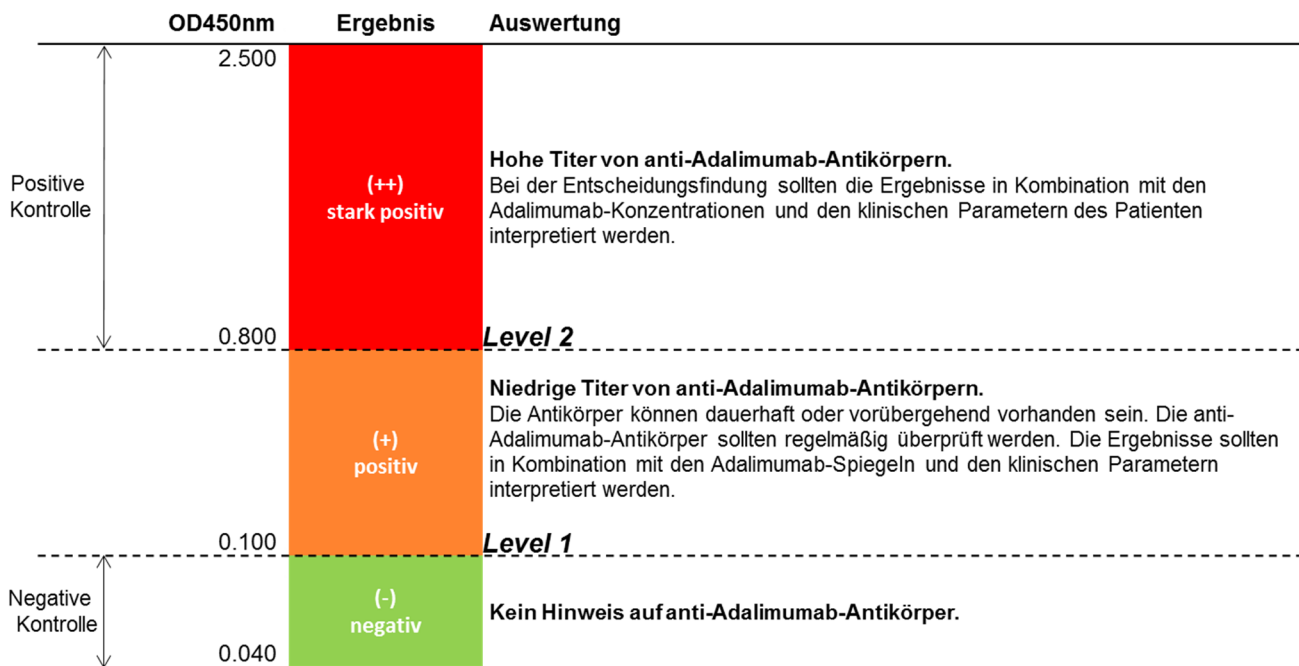 OD450nm Ergebnis Auswertung
2.500
Positive
Kontrolle
(++)
stark positiv
Hohe Titer von anti-Adalimumab-Antikörpern.
Bei der Entscheidungsfindung sollten die Ergebnisse in Kombination mit den
Adalimumab-Konzentrationen und den klinischen Parametern des Patienten
interpretiert werden.
0.800
Level 2
(+)
positiv
Niedrige Titer von anti-Adalimumab-Antikörpern.
Die Antikörper können dauerhaft oder vorübergehend vorhanden sein. Die anti-
Adalimumab-Antikörper sollten regelmäßig überprüft werden. Die Ergebnisse sollten
in Kombination mit den Adalimumab-Spiegeln und den klinischen Parametern
interpretiert werden.
0.100
Level 1
Negative
Kontrolle
(-)
negativ
Kein Hinweis auf anti-Adalimumab-Antikörper.
0.040